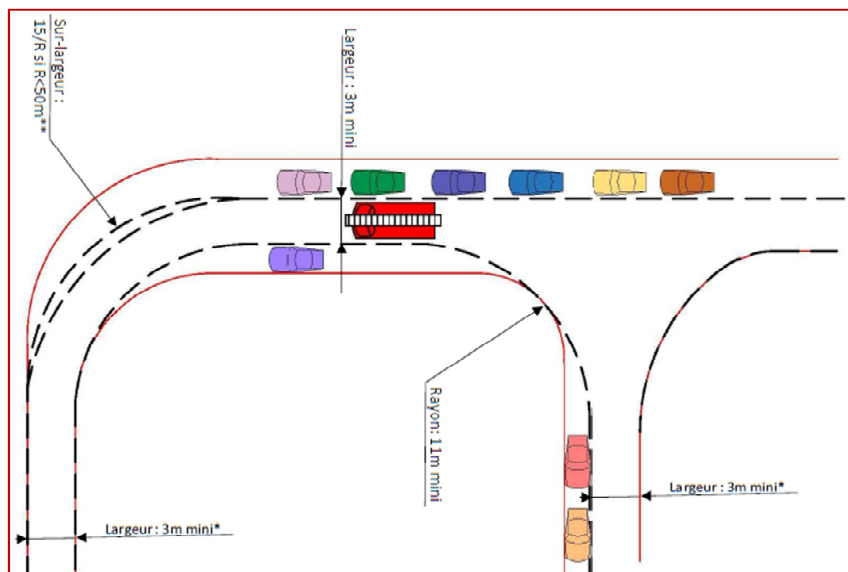 Sur-largeur :
15/R si R<50m**
Largeur : 3m mini
Rayon: 11m mini
Largeur : 3m mini*
Largeur : 3m mini*